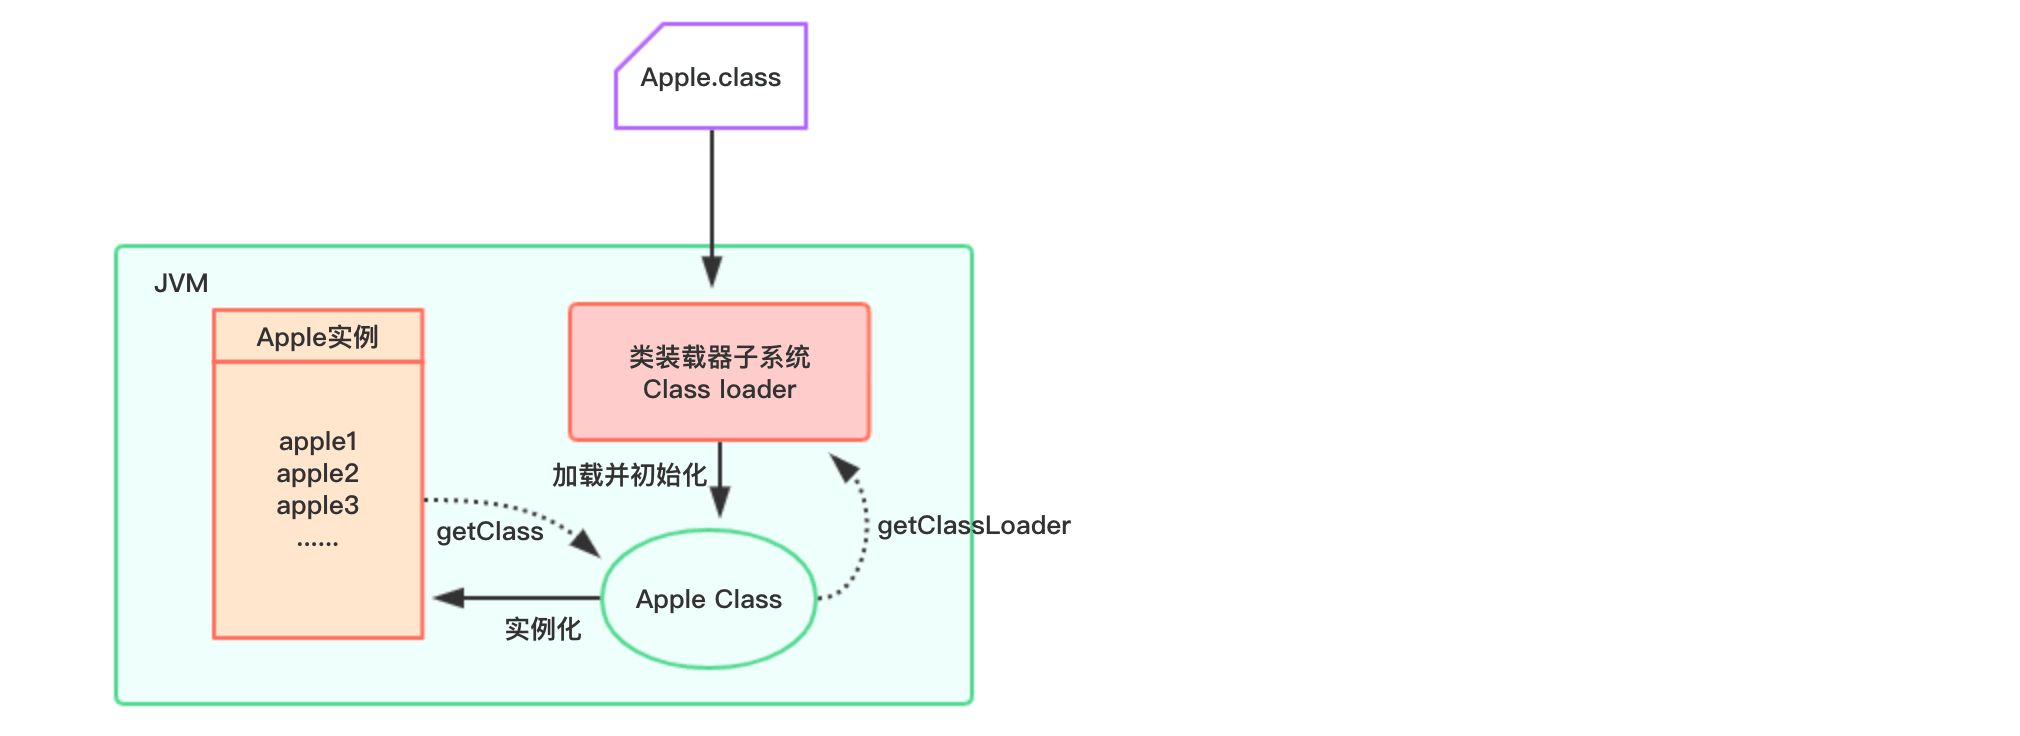 Apple.class
JVM
Apple实例
apple1
apple2
apple3
......
类装载器子系统
Class loader
加载并初始化
getClass
getClassLoader
Apple Class
实例化